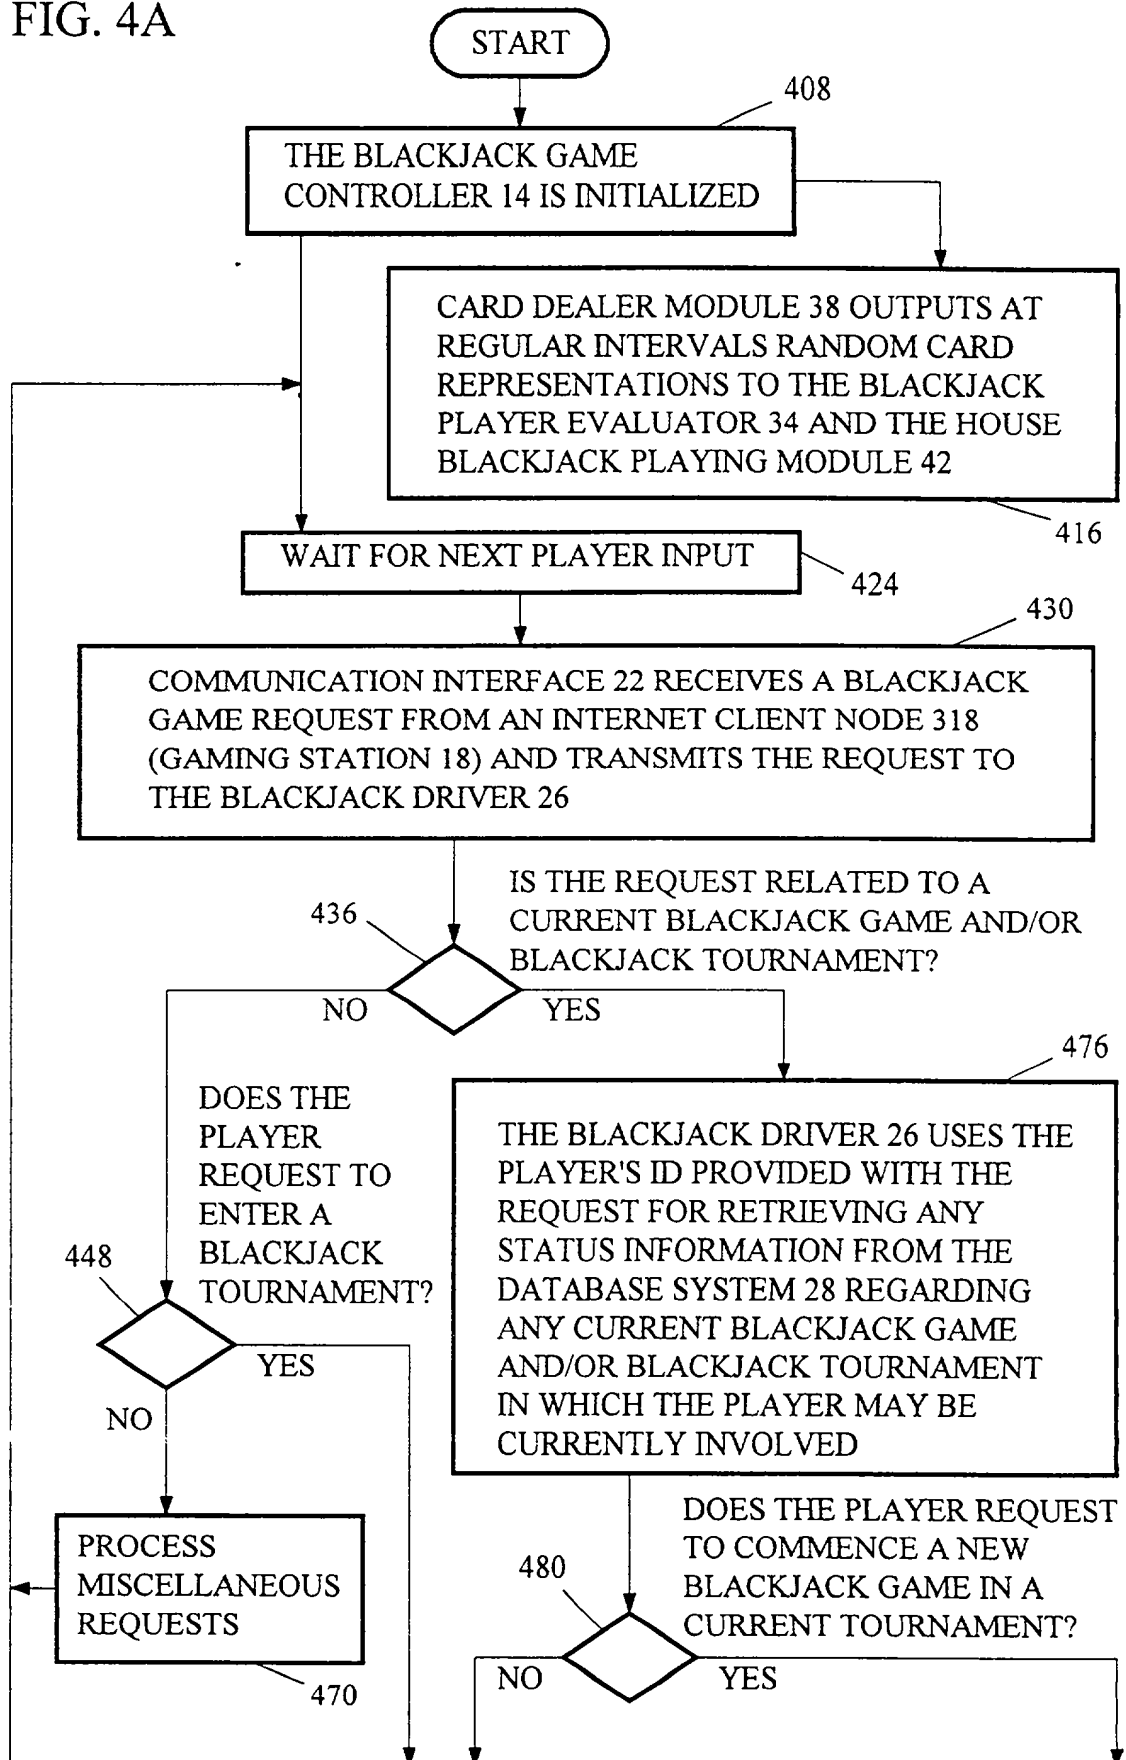 FIG. 4A
START
408
THE BLACKJACK GAME
CONTROLLER 14 IS INITIALIZED
CARD DEALER MODULE 38 OUTPUTS AT
REGULAR INTERVALS RANDOM CARD
REPRESENTATIONS TO THE BLACKJACK
PLAYER EVALUATOR 34 AND THE HOUSE
BLACKJACK PLAYING MODULE 42
416
WAIT FOR NEXT PLAYER INPUT
424
430
COMMUNICATION INTERFACE 22 RECEIVES A BLACKJACK
GAME REQUEST FROM AN INTERNET CLIENT NODE 318
(GAMING STATION 18) AND TRANSMITS THE REQUEST TO
THE BLACKJACK DRIVER 26
436
IS THE REQUEST RELATED TO A
CURRENT BLACKJACK GAME AND/OR
BLACKJACK TOURNAMENT?
NO
YES
476
DOES THE
PLAYER
REQUEST TO
ENTER A
BLACKJACK
TOURNAMENT?
448
YES
NO
THE BLACKJACK DRIVER 26 USES THE
PLAYER'S ID PROVIDED WITH THE
REQUEST FOR RETRIEVING ANY
STATUS INFORMATION FROM THE
DATABASE SYSTEM 28 REGARDING
ANY CURRENT BLACKJACK GAME
AND/OR BLACKJACK TOURNAMENT
IN WHICH THE PLAYER MAY BE
CURRENTLY INVOLVED
PROCESS
MISCELLANEOUS
REQUESTS
470
480
DOES THE PLAYER REQUEST
TO COMMENCE A NEW
BLACKJACK GAME IN A
CURRENT TOURNAMENT?
NO
YES